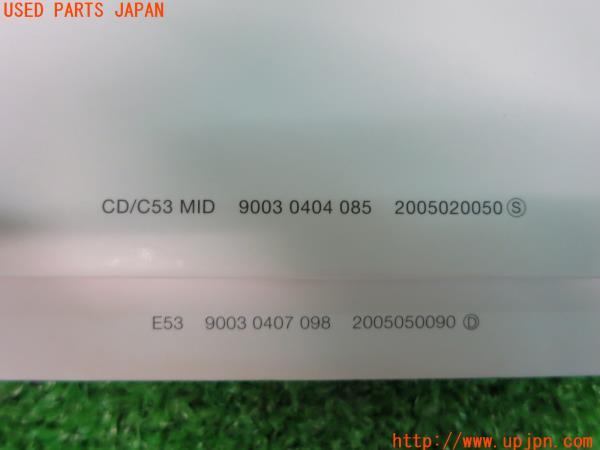 USED PARTS JAPAN
CD/C53 MID 9003 0404 085 2005020050 Ⓢ
E53 9003 0407 098 2005050090 Ⓓ
http://www.upjpn.com/